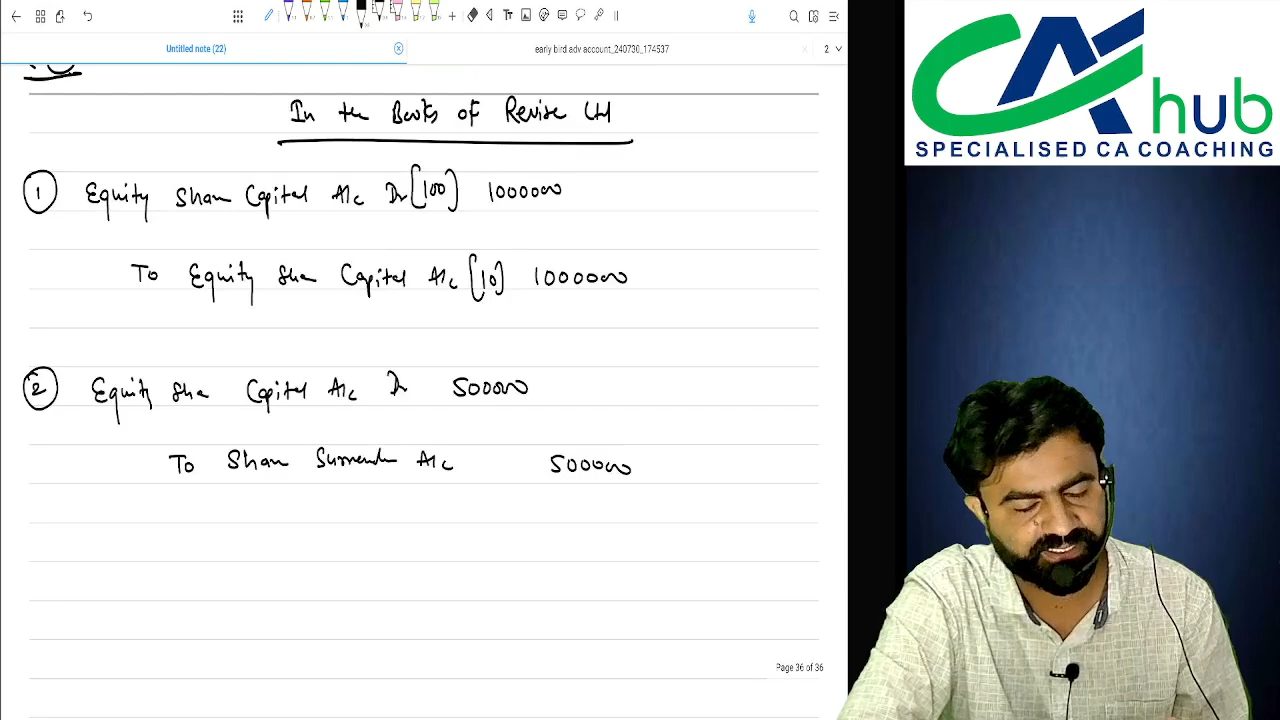 Untitled note (22)
early bird adv account_240730_174537
2
In the Books of Revise Ltd
1 Equity Share Capital A/c Dr [100] 1000000
To Equity Share Capital A/c [10] 1000000
2 Equity Share Capital A/c Dr 500000
To Share Surrender A/c 500000
Page 36 of 36
CA hub
SPECIALISED CA COACHING